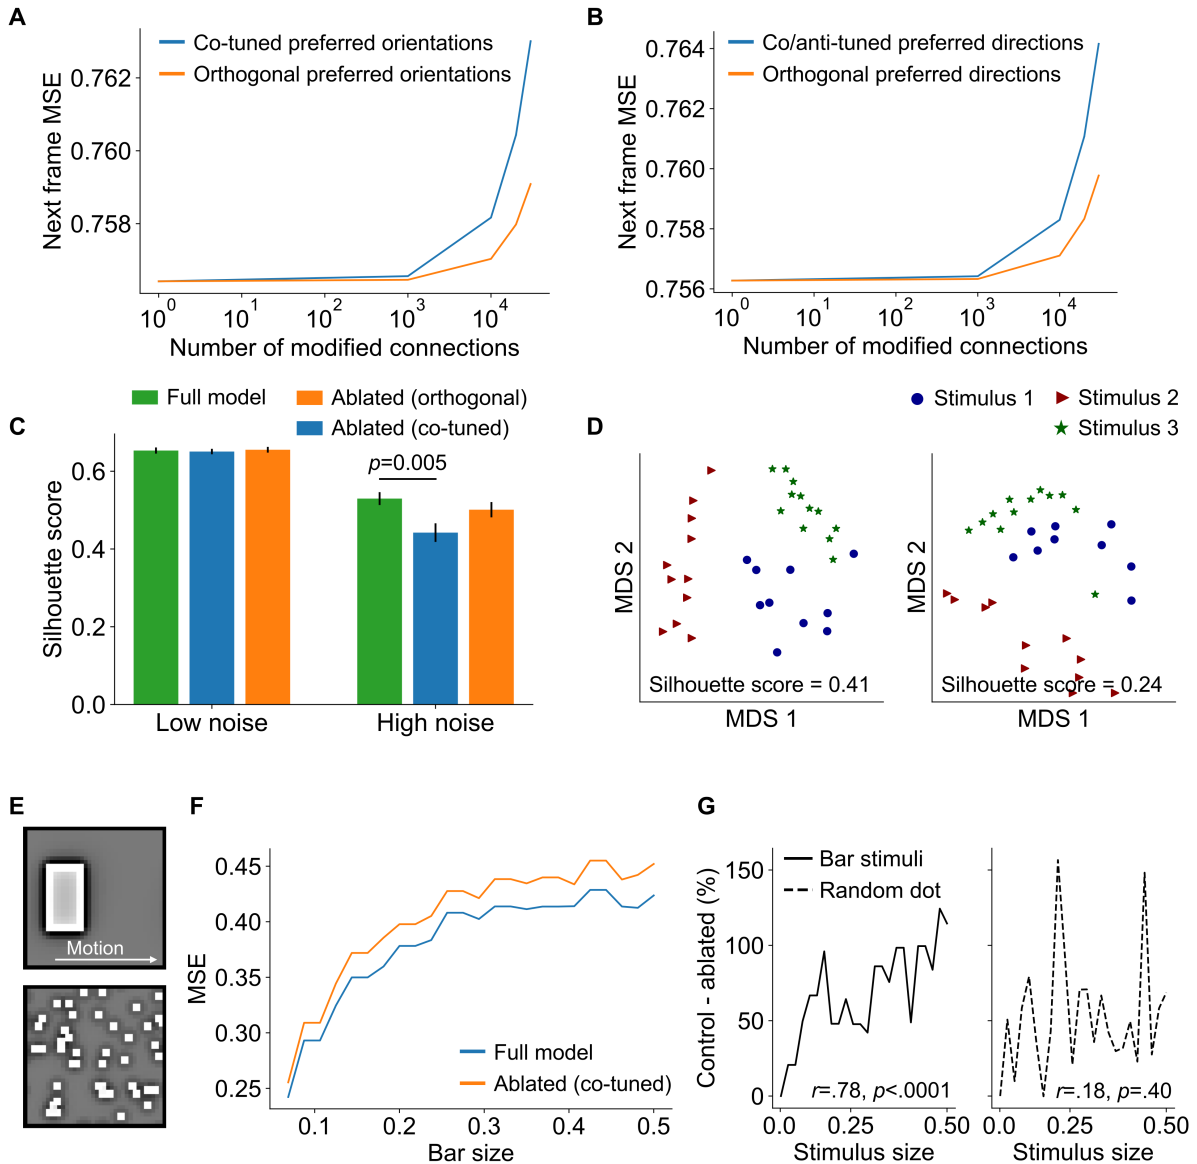 A
Co-tuned preferred orientations
Orthogonal preferred orientations
Next frame MSE
0.762
0.760
0.758
10^0 10^1 10^2 10^3 10^4
Number of modified connections
B
Co/anti-tuned preferred directions
Orthogonal preferred directions
Next frame MSE
0.764
0.762
0.760
0.758
0.756
10^0 10^1 10^2 10^3 10^4
Number of modified connections
C
Full model
Ablated (orthogonal)
Ablated (co-tuned)
Silhouette score
0.6
0.4
0.2
0.0
p=0.005
Low noise
High noise
D
Stimulus 1
Stimulus 2
Stimulus 3
MDS 2
Silhouette score = 0.41
MDS 1
MDS 2
Silhouette score = 0.24
MDS 1
E
Motion
F
MSE
0.45
0.40
0.35
0.30
0.25
Full model
Ablated (co-tuned)
0.1 0.2 0.3 0.4 0.5
Bar size
G
Control - ablated (%)
150
100
50
0
Bar stimuli
Random dot
r=.78, p<.0001
0.0 0.25 0.50
Stimulus size
r=.18, p=.40
0.0 0.25 0.50
Stimulus size